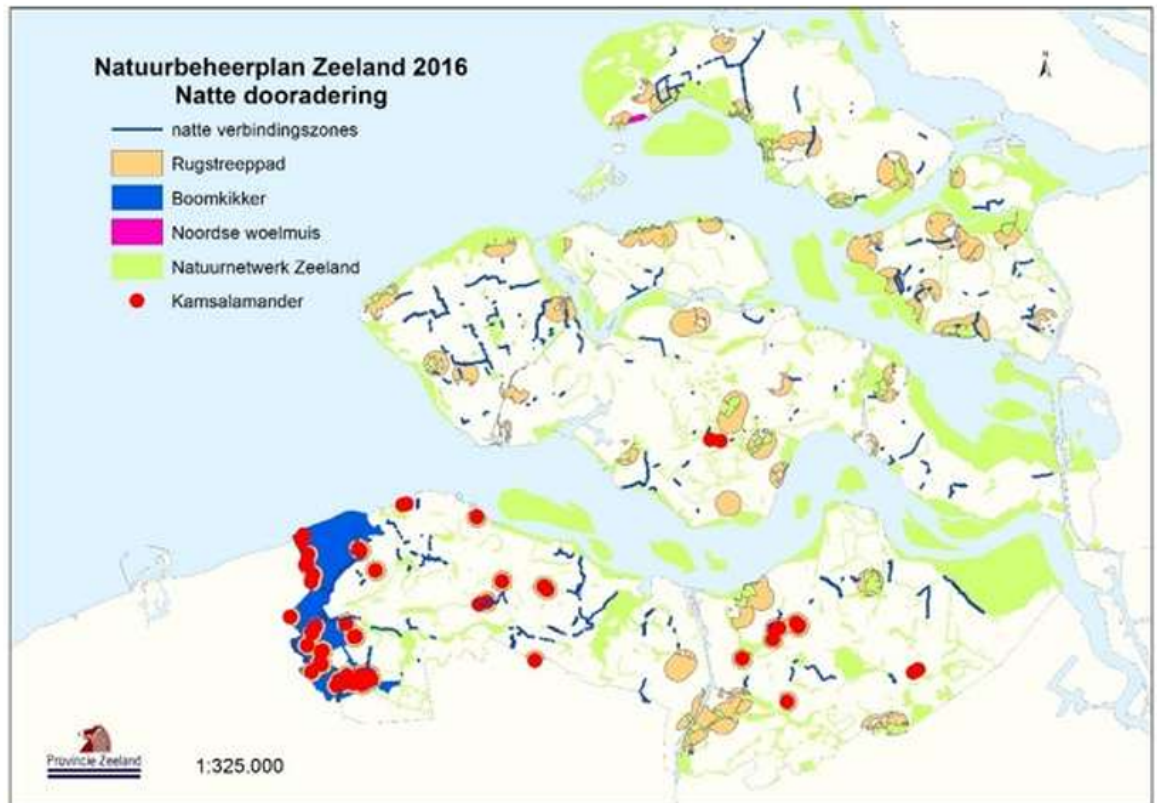 Natuurbeheerplan Zeeland 2016
Natte dooradering
natte verbindingszones
Rugstreeppad
Boomkikker
Noordse woelmuis
Natuurnetwerk Zeeland
Kamsalamander
N
Provincie Zeeland
1:325.000